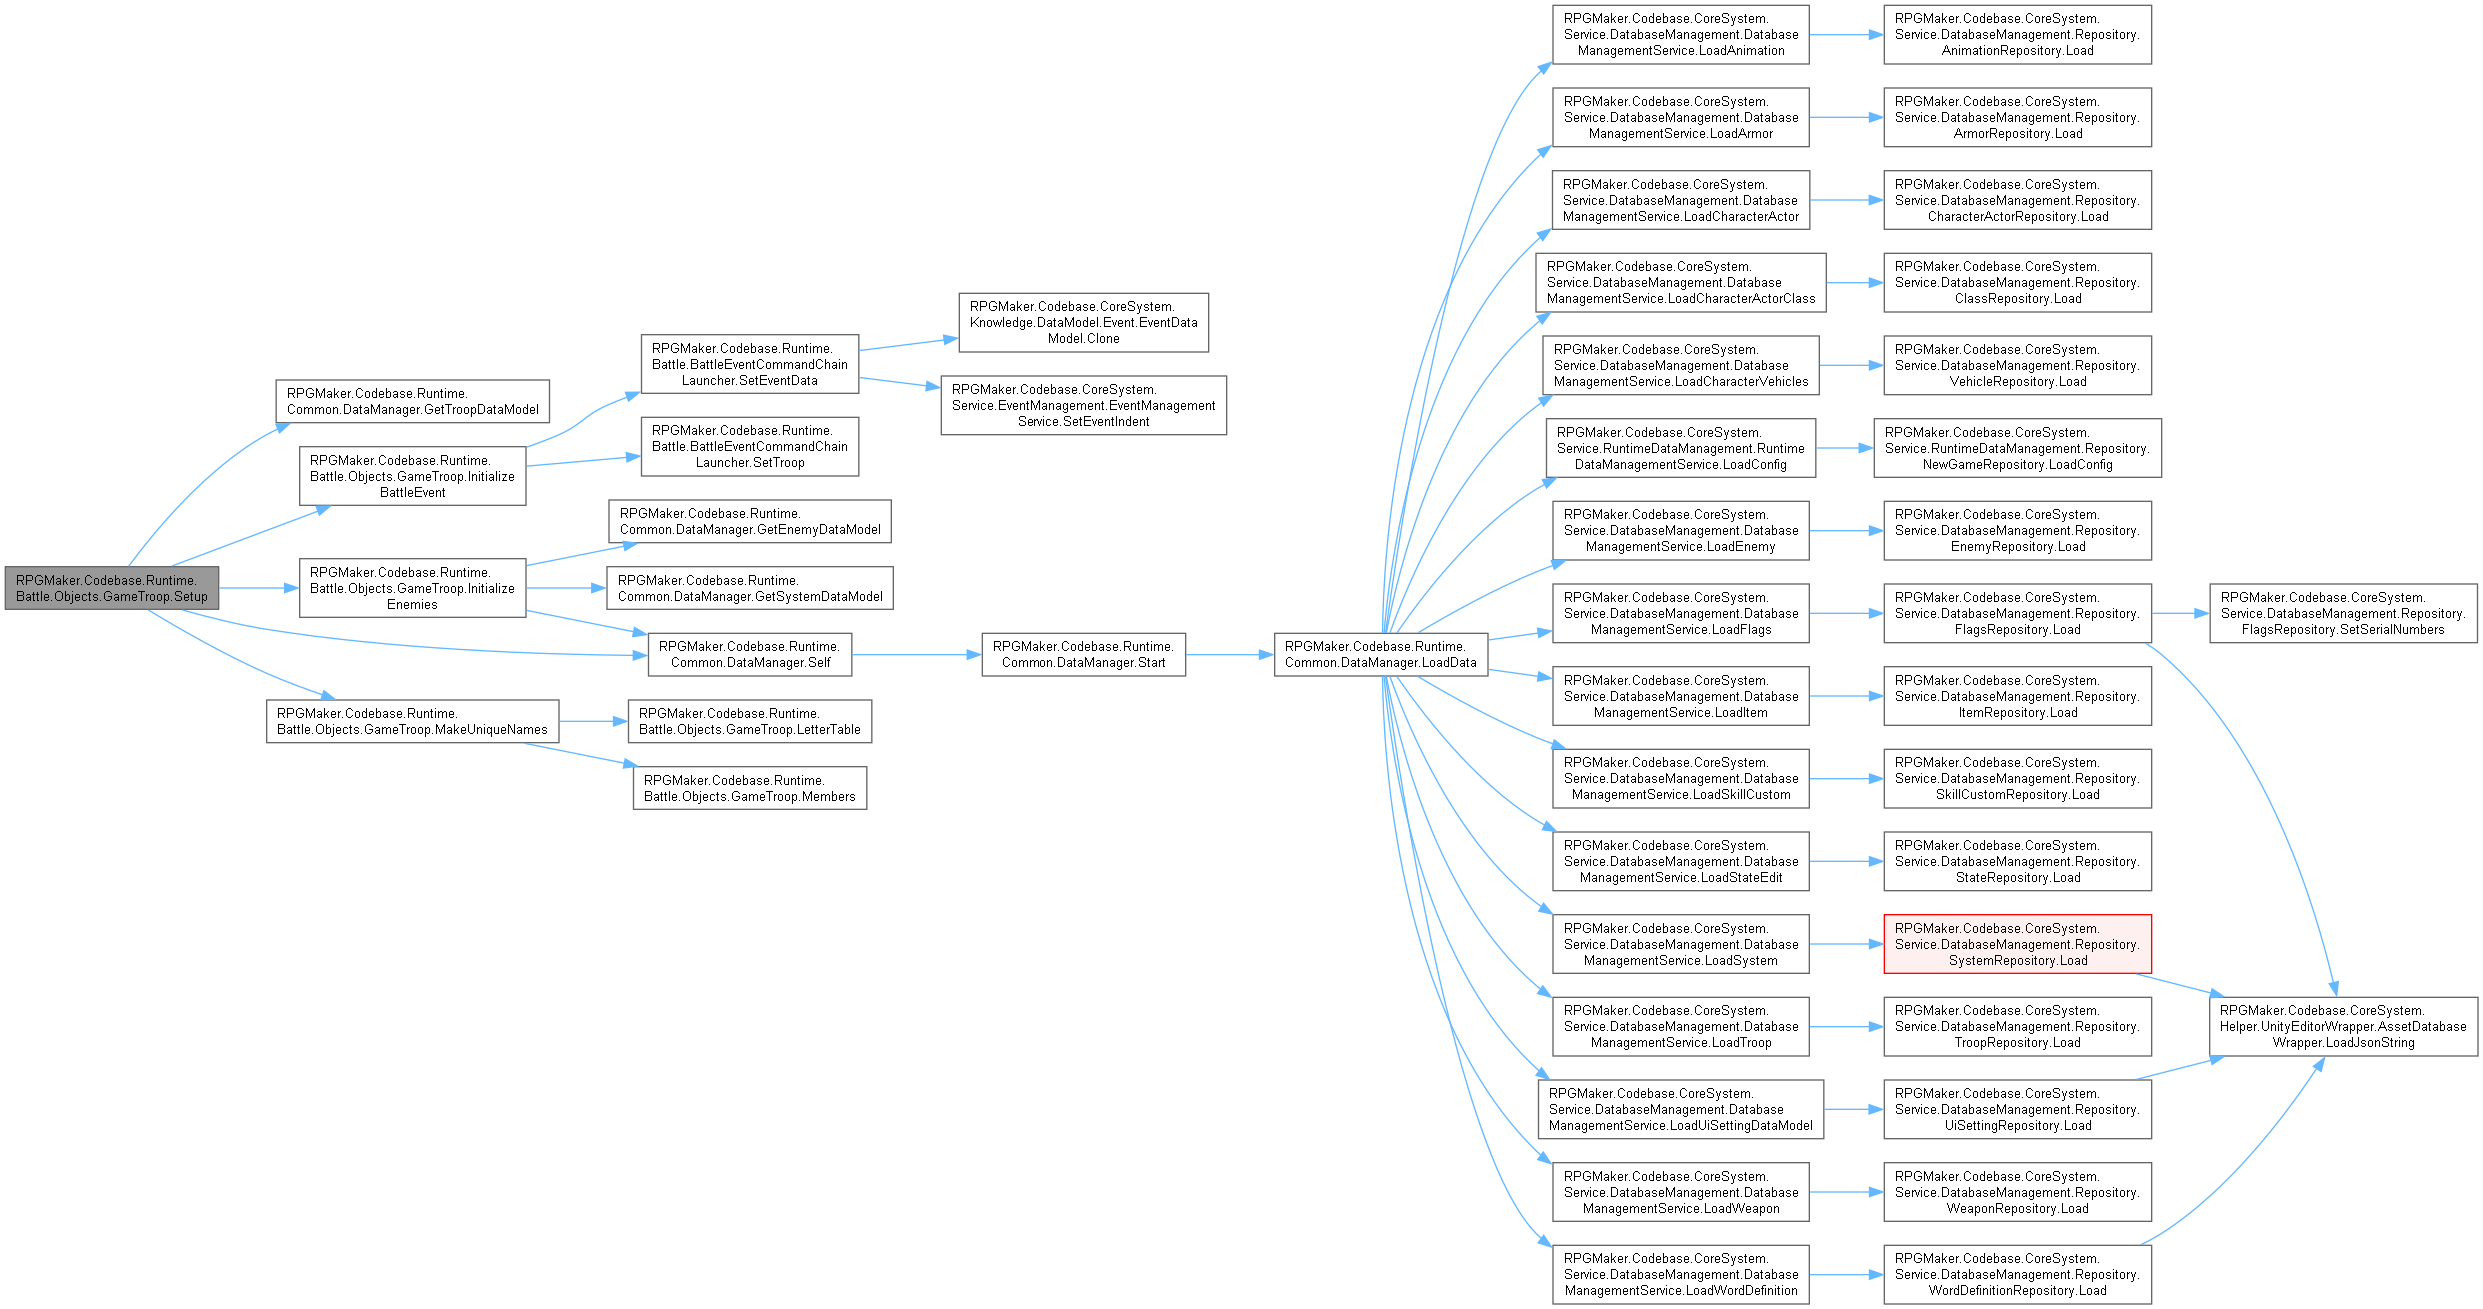 RPGMaker.Codebase.Runtime.
Battle.Objects.GameTroop.Setup
RPGMaker.Codebase.Runtime.
Common.DataManager.GetTroopDataModel
RPGMaker.Codebase.Runtime.
Battle.Objects.GameTroop.Initialize
BattleEvent
RPGMaker.Codebase.Runtime.
Battle.Objects.GameTroop.Initialize
Enemies
RPGMaker.Codebase.Runtime.
Battle.Objects.GameTroop.MakeUniqueNames
RPGMaker.Codebase.Runtime.
Battle.BattleEventCommandChain
Launcher.SetEventData
RPGMaker.Codebase.Runtime.
Battle.BattleEventCommandChain
Launcher.SetTroop
RPGMaker.Codebase.Runtime.
Common.DataManager.GetEnemyDataModel
RPGMaker.Codebase.Runtime.
Common.DataManager.GetSystemDataModel
RPGMaker.Codebase.Runtime.
Common.DataManager.Self
RPGMaker.Codebase.Runtime.
Battle.Objects.GameTroop.LetterTable
RPGMaker.Codebase.Runtime.
Battle.Objects.GameTroop.Members
RPGMaker.Codebase.CoreSystem.
Knowledge.DataModel.Event.EventData
Model.Clone
RPGMaker.Codebase.CoreSystem.
Service.EventManagement.EventManagement
Service.SetEventIndent
RPGMaker.Codebase.Runtime.
Common.DataManager.Start
RPGMaker.Codebase.Runtime.
Common.DataManager.LoadData
RPGMaker.Codebase.CoreSystem.
Service.DatabaseManagement.Database
ManagementService.LoadAnimation
RPGMaker.Codebase.CoreSystem.
Service.DatabaseManagement.Repository.
AnimationRepository.Load
RPGMaker.Codebase.CoreSystem.
Service.DatabaseManagement.Database
ManagementService.LoadArmor
RPGMaker.Codebase.CoreSystem.
Service.DatabaseManagement.Repository.
ArmorRepository.Load
RPGMaker.Codebase.CoreSystem.
Service.DatabaseManagement.Database
ManagementService.LoadCharacterActor
RPGMaker.Codebase.CoreSystem.
Service.DatabaseManagement.Repository.
CharacterActorRepository.Load
RPGMaker.Codebase.CoreSystem.
Service.DatabaseManagement.Database
ManagementService.LoadCharacterActorClass
RPGMaker.Codebase.CoreSystem.
Service.DatabaseManagement.Repository.
ClassRepository.Load
RPGMaker.Codebase.CoreSystem.
Service.DatabaseManagement.Database
ManagementService.LoadCharacterVehicles
RPGMaker.Codebase.CoreSystem.
Service.DatabaseManagement.Repository.
VehicleRepository.Load
RPGMaker.Codebase.CoreSystem.
Service.RuntimeDataManagement.Runtime
DataManagementService.LoadConfig
RPGMaker.Codebase.CoreSystem.
Service.RuntimeDataManagement.Repository.
NewGameRepository.LoadConfig
RPGMaker.Codebase.CoreSystem.
Service.DatabaseManagement.Database
ManagementService.LoadEnemy
RPGMaker.Codebase.CoreSystem.
Service.DatabaseManagement.Repository.
EnemyRepository.Load
RPGMaker.Codebase.CoreSystem.
Service.DatabaseManagement.Database
ManagementService.LoadFlags
RPGMaker.Codebase.CoreSystem.
Service.DatabaseManagement.Repository.
FlagsRepository.Load
RPGMaker.Codebase.CoreSystem.
Service.DatabaseManagement.Repository.
FlagsRepository.SetSerialNumbers
RPGMaker.Codebase.CoreSystem.
Service.DatabaseManagement.Database
ManagementService.LoadItem
RPGMaker.Codebase.CoreSystem.
Service.DatabaseManagement.Repository.
ItemRepository.Load
RPGMaker.Codebase.CoreSystem.
Service.DatabaseManagement.Database
ManagementService.LoadSkillCustom
RPGMaker.Codebase.CoreSystem.
Service.DatabaseManagement.Repository.
SkillCustomRepository.Load
RPGMaker.Codebase.CoreSystem.
Service.DatabaseManagement.Database
ManagementService.LoadStateEdit
RPGMaker.Codebase.CoreSystem.
Service.DatabaseManagement.Repository.
StateRepository.Load
RPGMaker.Codebase.CoreSystem.
Service.DatabaseManagement.Database
ManagementService.LoadSystem
RPGMaker.Codebase.CoreSystem.
Service.DatabaseManagement.Repository.
SystemRepository.Load
RPGMaker.Codebase.CoreSystem.
Service.DatabaseManagement.Database
ManagementService.LoadTroop
RPGMaker.Codebase.CoreSystem.
Service.DatabaseManagement.Repository.
TroopRepository.Load
RPGMaker.Codebase.CoreSystem.
Helper.UnityEditorWrapper.AssetDatabase
Wrapper.LoadJsonString
RPGMaker.Codebase.CoreSystem.
Service.DatabaseManagement.Database
ManagementService.LoadUiSettingDataModel
RPGMaker.Codebase.CoreSystem.
Service.DatabaseManagement.Repository.
UiSettingRepository.Load
RPGMaker.Codebase.CoreSystem.
Service.DatabaseManagement.Database
ManagementService.LoadWeapon
RPGMaker.Codebase.CoreSystem.
Service.DatabaseManagement.Repository.
WeaponRepository.Load
RPGMaker.Codebase.CoreSystem.
Service.DatabaseManagement.Database
ManagementService.LoadWordDefinition
RPGMaker.Codebase.CoreSystem.
Service.DatabaseManagement.Repository.
WordDefinitionRepository.Load